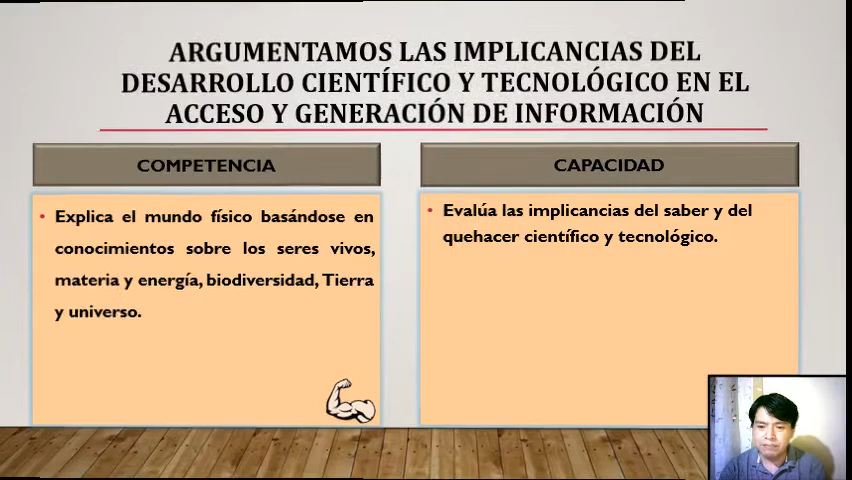 ARGUMENTAMOS LAS IMPLICANCIAS DEL
DESARROLLO CIENTÍFICO Y TECNOLÓGICO EN EL
ACCESO Y GENERACIÓN DE INFORMACIÓN
COMPETENCIA
• Explica el mundo físico basándose en
conocimientos sobre los seres vivos,
materia y energía, biodiversidad, Tierra
y universo.
CAPACIDAD
• Evalúa las implicancias del saber y del
quehacer científico y tecnológico.